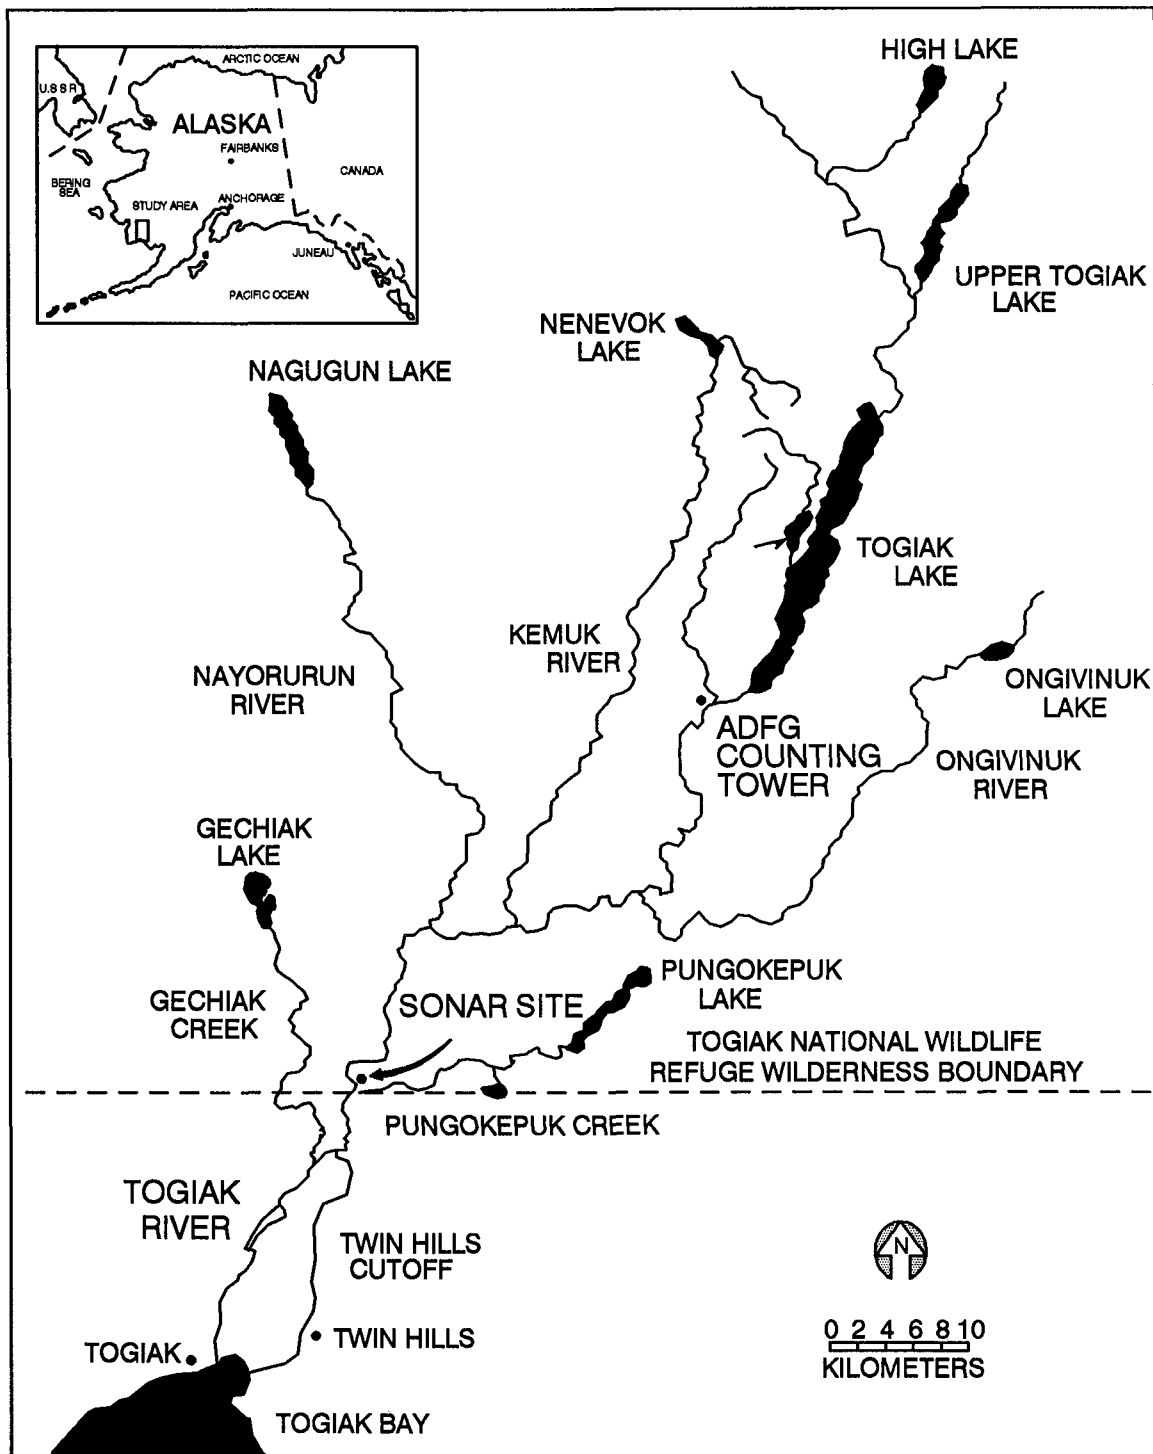 HIGH LAKE
ARCTIC OCEAN
U.S S R
ALASKA
FAIRBANKS
CANADA
BERING
SEA
STUDY AREA
ANCHORAGE
JUNEAU
PACIFIC OCEAN
UPPER TOGIAK
LAKE
NENEVOK
LAKE
NAGUGUN LAKE
TOGIAK
LAKE
KEMUK
RIVER
NAYORURUN
RIVER
ONGIVINUK
LAKE
ADFG
COUNTING
TOWER
ONGIVINUK
RIVER
GECHIAK
LAKE
PUNGOKEPUK
LAKE
GECHIAK
CREEK
SONAR SITE
TOGIAK NATIONAL WILDLIFE
REFUGE WILDERNESS BOUNDARY
PUNGOKEPUK CREEK
TOGIAK
RIVER
TWIN HILLS
CUTOFF
N
TWIN HILLS
TOGIAK
0 2 4 6 8 10
KILOMETERS
TOGIAK BAY